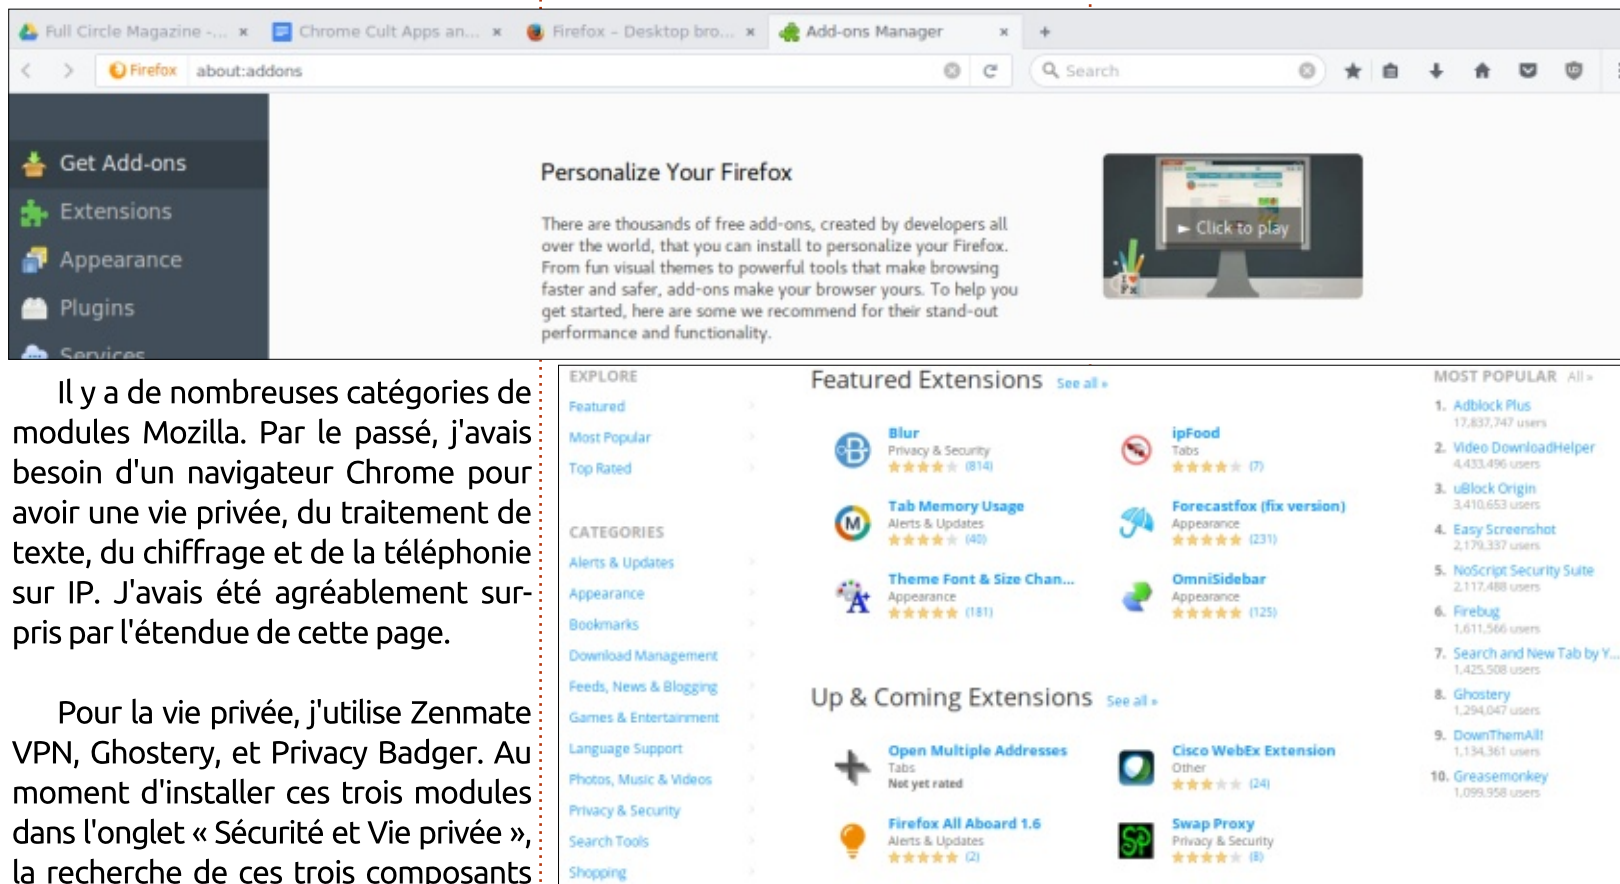 Full Circle Magazine -...
Chrome Cult Apps an...
Firefox - Desktop bro...
Add-ons Manager
Firefox
about:addons
Search
Get Add-ons
Extensions
Appearance
Plugins
Services
Personalize Your Firefox
There are thousands of free add-ons, created by developers all
over the world, that you can install to personalize your Firefox.
From fun visual themes to powerful tools that make browsing
faster and safer, add-ons make your browser yours. To help you
get started, here are some we recommend for their stand-out
performance and functionality.
► Click to play
I ♥
Fx
Il y a de nombreuses catégories de
modules Mozilla. Par le passé, j'avais
besoin d'un navigateur Chrome pour
avoir une vie privée, du traitement de
texte, du chiffrage et de la téléphonie
sur IP. J'avais été agréablement sur-
pris par l'étendue de cette page.
Pour la vie privée, j'utilise Zenmate
VPN, Ghostery, et Privacy Badger. Au
moment d'installer ces trois modules
dans l'onglet « Sécurité et Vie privée »,
la recherche de ces trois composants
EXPLORE
Featured
Most Popular
Top Rated
CATEGORIES
Alerts & Updates
Appearance
Bookmarks
Download Management
Feeds, News & Blogging
Games & Entertainment
Language Support
Photos, Music & Videos
Privacy & Security
Search Tools
Shopping
Featured Extensions See all »
Blur
Privacy & Security
(814)
ipFood
Tabs
(7)
Tab Memory Usage
Alerts & Updates
(40)
Forecastfox (fix version)
Appearance
(231)
Theme Font & Size Chan...
Appearance
(181)
OmniSidebar
Appearance
(125)
Up & Coming Extensions See all »
Open Multiple Addresses
Tabs
Not yet rated
Cisco WebEx Extension
Other
(24)
Firefox All Aboard 1.6
Alerts & Updates
(2)
Swap Proxy
Privacy & Security
(8)
MOST POPULAR All »
1. Adblock Plus
17,837,747 users
2. Video DownloadHelper
4,433,496 users
3. uBlock Origin
3,410,653 users
4. Easy Screenshot
2,179,337 users
5. NoScript Security Suite
2,117,488 users
6. Firebug
1,611,566 users
7. Search and New Tab by Y...
1,425,508 users
8. Ghostery
1,294,047 users
9. DownThemAll!
1,134,361 users
10. Greasemonkey
1,099,958 users